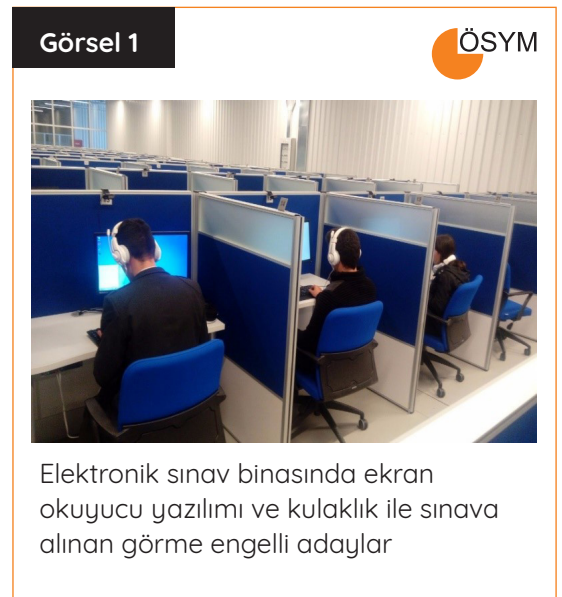 Görsel 1
ÖSYM
Elektronik sınav binasında ekran
okuyucu yazılımı ve kulaklık ile sınava
alınan görme engelli adaylar